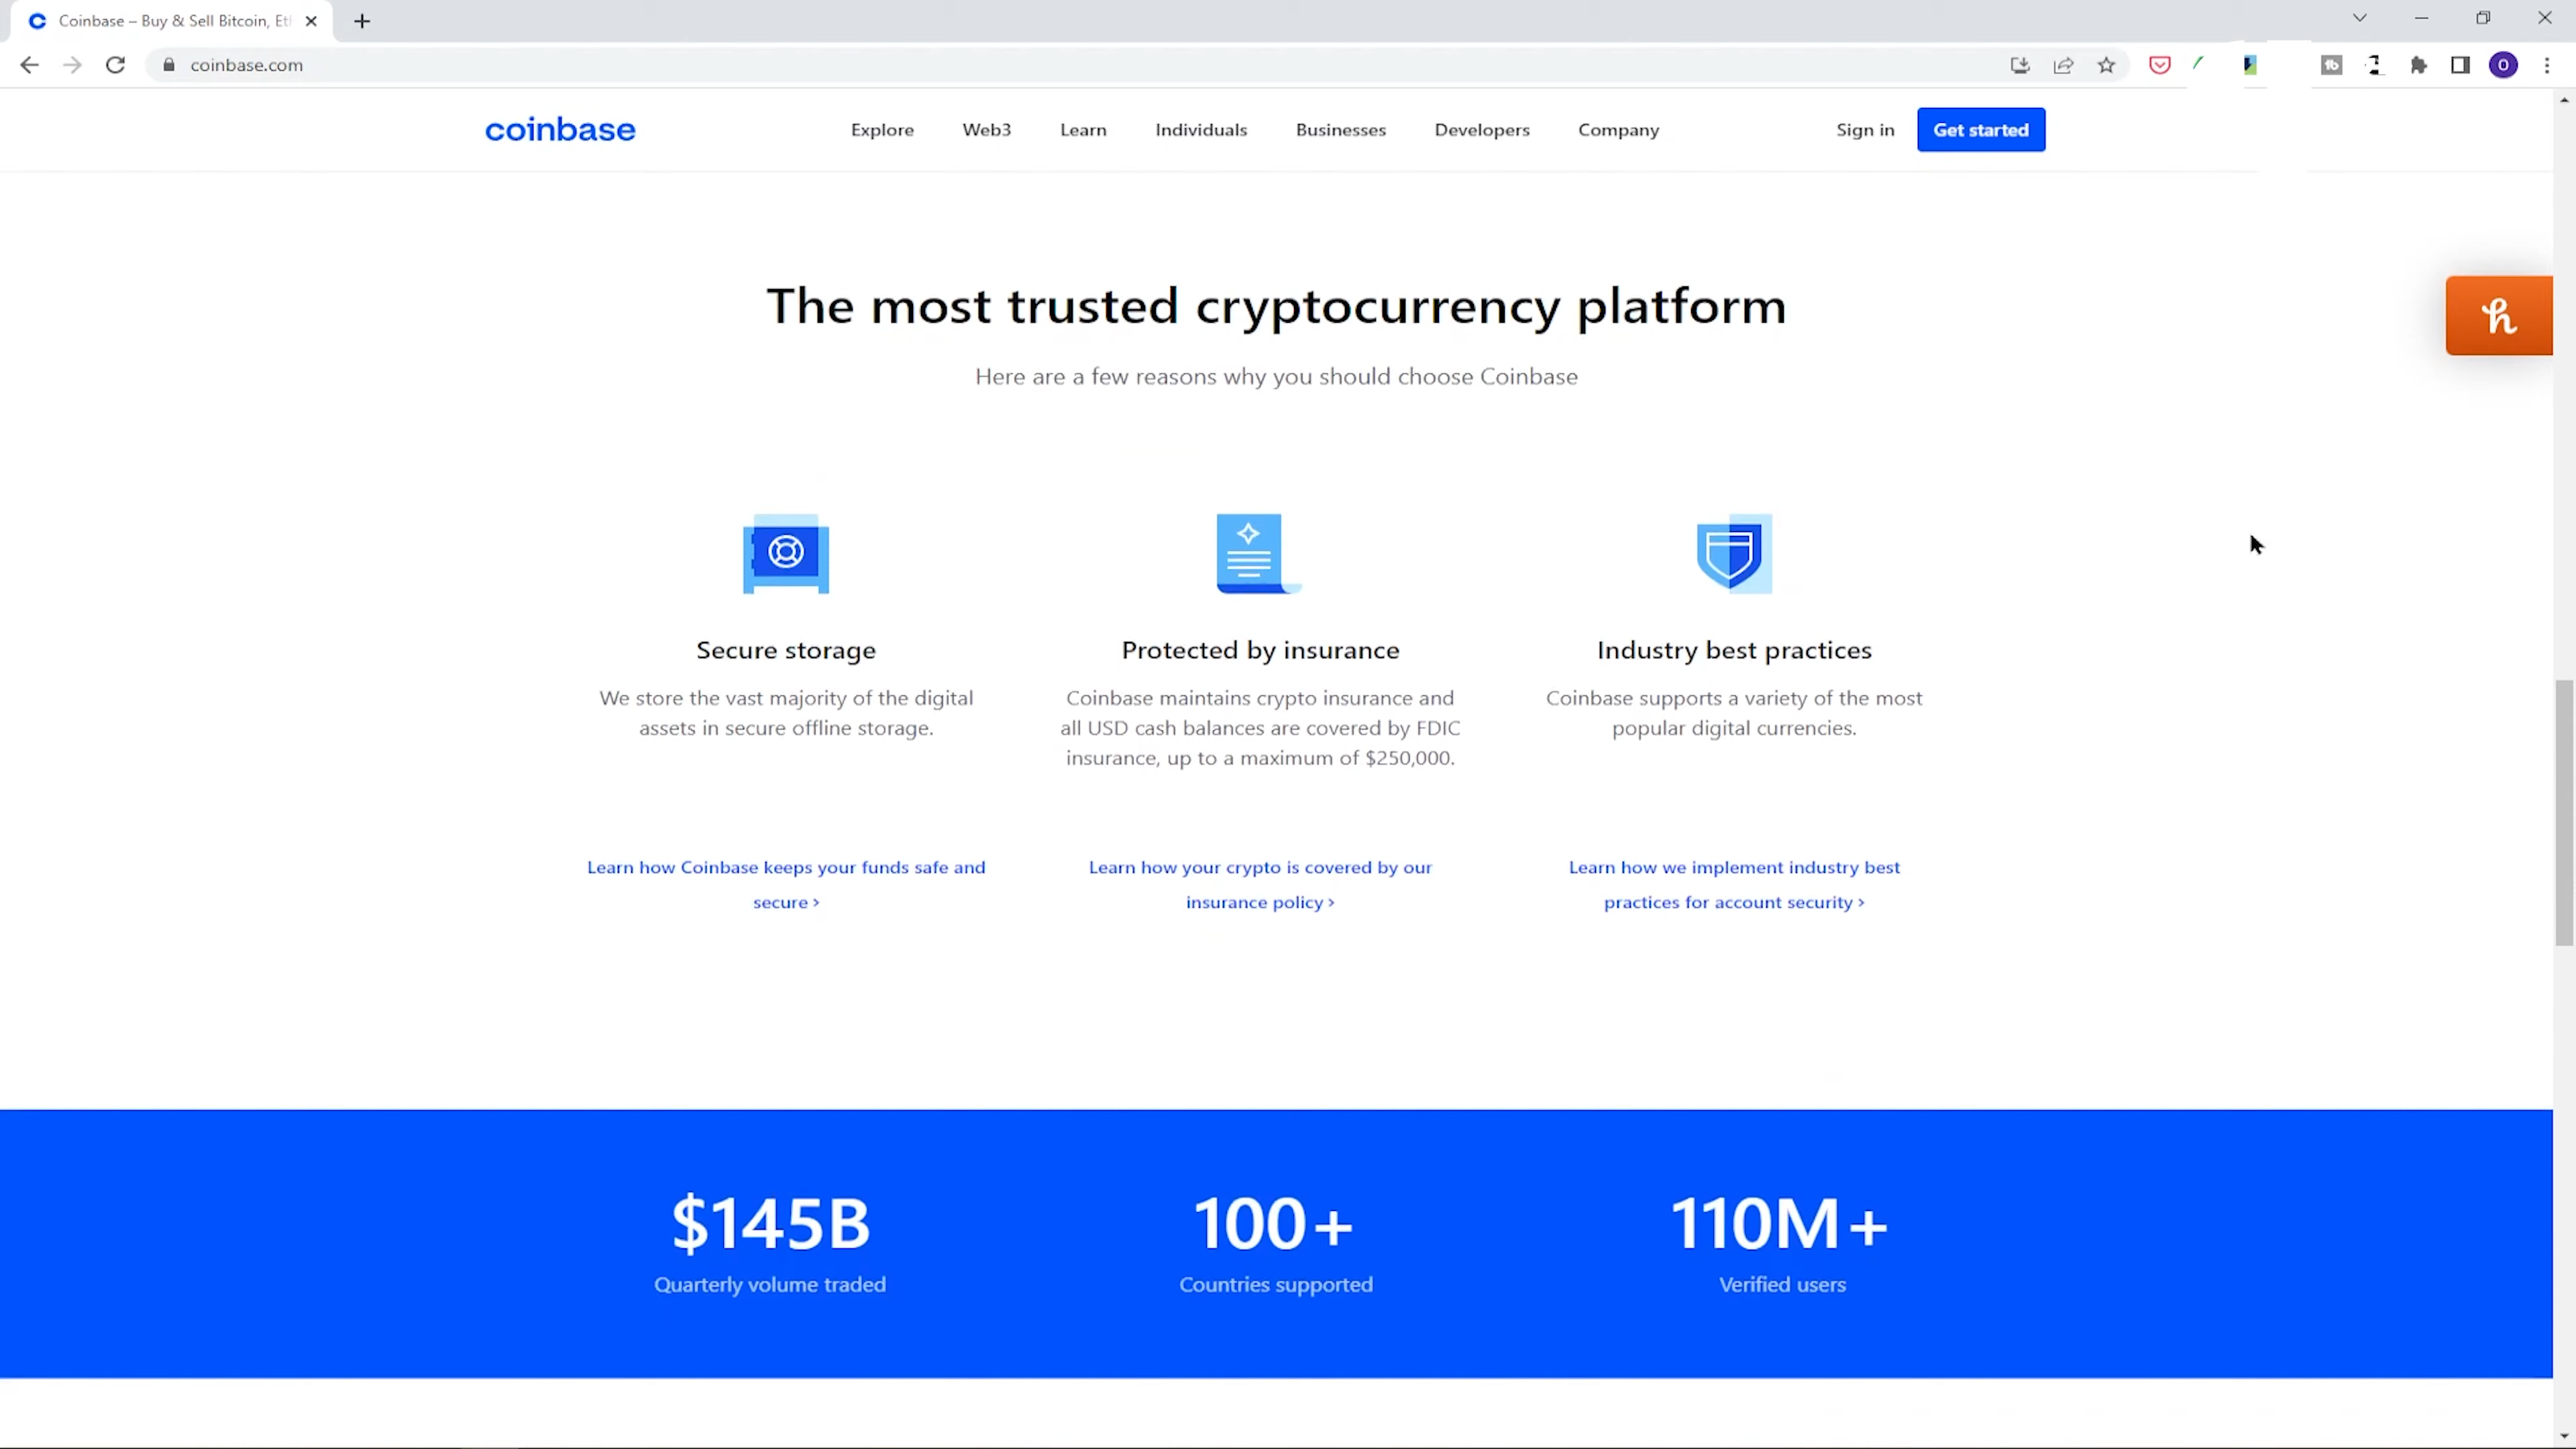 Coinbase – Buy & Sell Bitcoin, Et
coinbase.com
tb
O
coinbase
Explore
Web3
Learn
Individuals
Businesses
Developers
Company
Sign in
Get started
The most trusted cryptocurrency platform
Here are a few reasons why you should choose Coinbase
h
Secure storage
We store the vast majority of the digital
assets in secure offline storage.
Learn how Coinbase keeps your funds safe and
secure ›
Protected by insurance
Coinbase maintains crypto insurance and
all USD cash balances are covered by FDIC
insurance, up to a maximum of $250,000.
Learn how your crypto is covered by our
insurance policy ›
Industry best practices
Coinbase supports a variety of the most
popular digital currencies.
Learn how we implement industry best
practices for account security ›
$145B
Quarterly volume traded
100+
Countries supported
110M+
Verified users